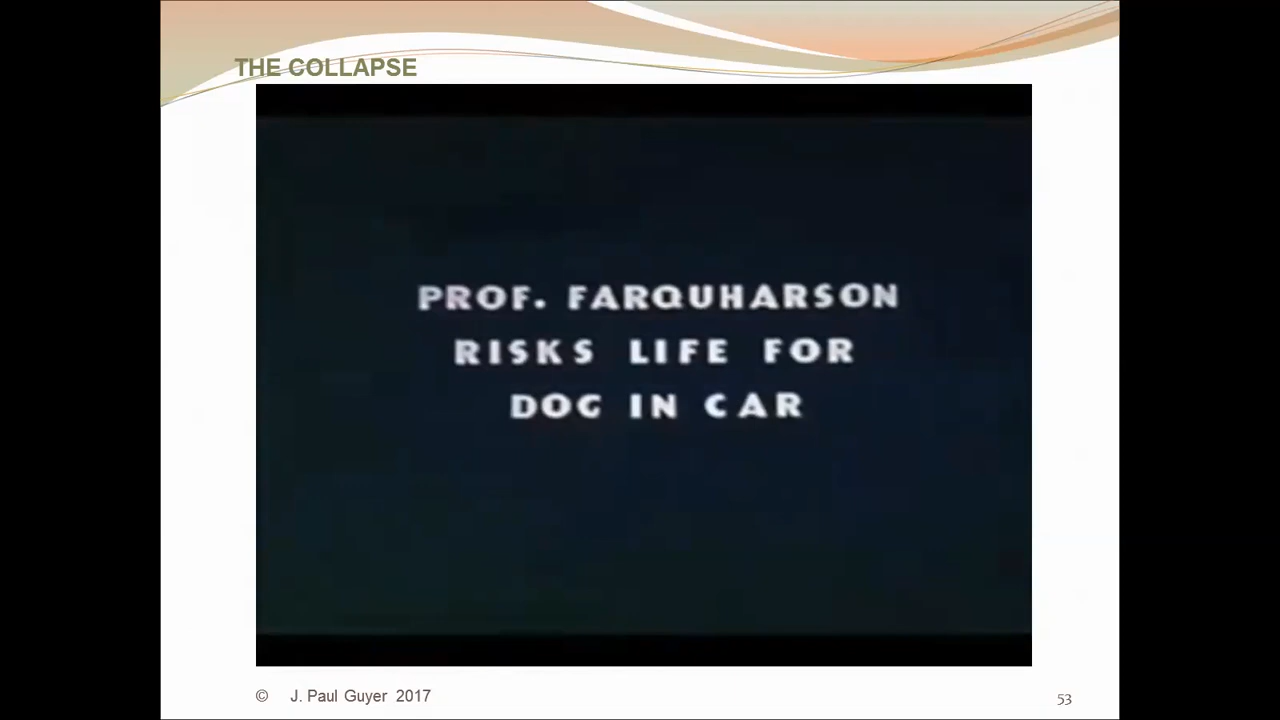 THE COLLAPSE
PROF. FARQUHARSON
RISKS LIFE FOR
DOG IN CAR
© J. Paul Guyer 2017
53